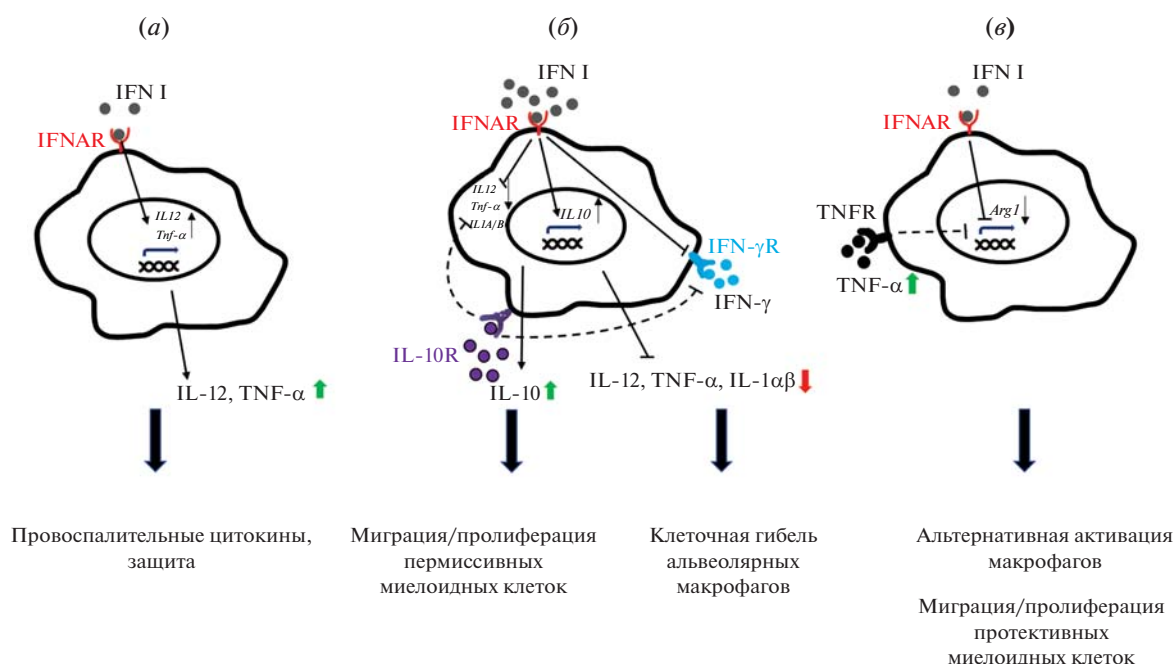 (а)
IFN I
IFNAR
IL12
Tnf-α
IL-12, TNF-α
Провоспалительные цитокины,
защита
(б)
IFN I
IFNAR
IL12
Tnf-α
IL1A/B
IL10
IFN-γR
IFN-γ
IL-10R
IL-10
IL-12, TNF-α, IL-1αβ
Миграция/пролиферация
пермиссивных
миелоидных клеток
Клеточная гибель
альвеолярных
макрофагов
(в)
IFN I
IFNAR
Arg1
TNFR
TNF-α
Альтернативная активация
макрофагов
Миграция/пролиферация
протективных
миелоидных клеток